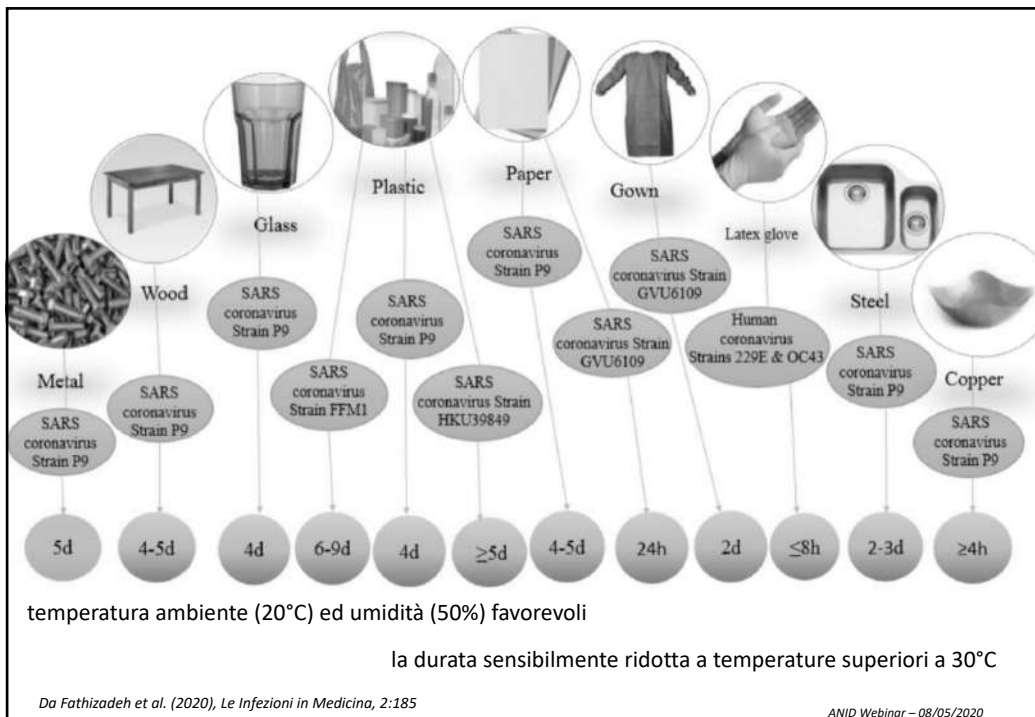 Metal
SARS
coronavirus
Strain P9
5d
Wood
SARS
coronavirus
Strain P9
4-5d
Glass
SARS
coronavirus
Strain P9
4d
Plastic
SARS
coronavirus
Strain FFM1
6-9d
SARS
coronavirus
Strain P9
4d
SARS
coronavirus Strain
HKU39849
≥5d
Paper
SARS
coronavirus
Strain P9
4-5d
SARS
coronavirus Strain
GVU6109
24h
Gown
SARS
coronavirus Strain
GVU6109
2d
Latex glove
Human
coronavirus
Strains 229E & OC43
≤8h
Steel
SARS
coronavirus
Strain P9
2-3d
Copper
SARS
coronavirus
Strain P9
≥4h
temperatura ambiente (20°C) ed umidità (50%) favorevoli
la durata sensibilmente ridotta a temperature superiori a 30°C
Da Fathizadeh et al. (2020), Le Infezioni in Medicina, 2:185
ANID Webinar – 08/05/2020